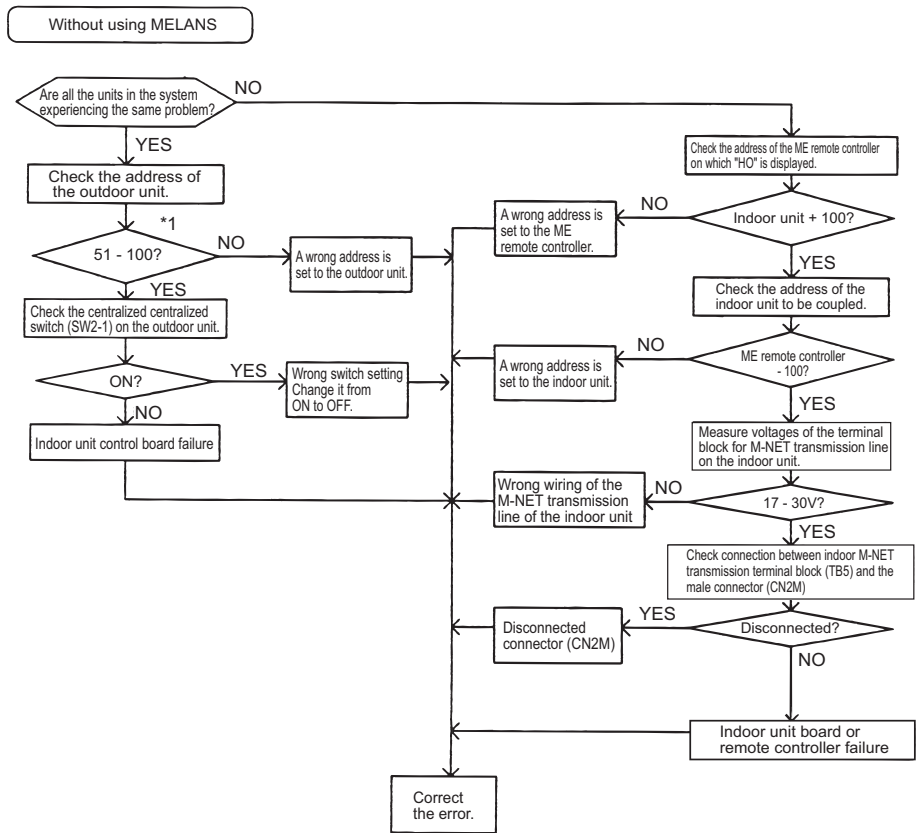 Without using MELANS
Are all the units in the system
experiencing the same problem?
NO
YES
Check the address of
the outdoor unit.
*1
51 - 100?
NO
A wrong address is
set to the outdoor unit.
YES
Check the centralized centralized
switch (SW2-1) on the outdoor unit.
ON?
YES
Wrong switch setting
Change it from
ON to OFF.
NO
Indoor unit control board failure
Check the address of the ME remote controller
on which "HO" is displayed.
Indoor unit + 100?
NO
A wrong address is
set to the ME
remote controller.
YES
Check the address of the
indoor unit to be coupled.
ME remote controller
- 100?
NO
A wrong address is
set to the indoor unit.
YES
Measure voltages of the terminal
block for M-NET transmission line
on the indoor unit.
17 - 30V?
NO
Wrong wiring of the
M-NET transmission
line of the indoor unit
YES
Check connection between indoor M-NET
transmission terminal block (TB5) and the
male connector (CN2M)
Disconnected?
YES
Disconnected
connector (CN2M)
NO
Indoor unit board or
remote controller failure
Correct
the error.